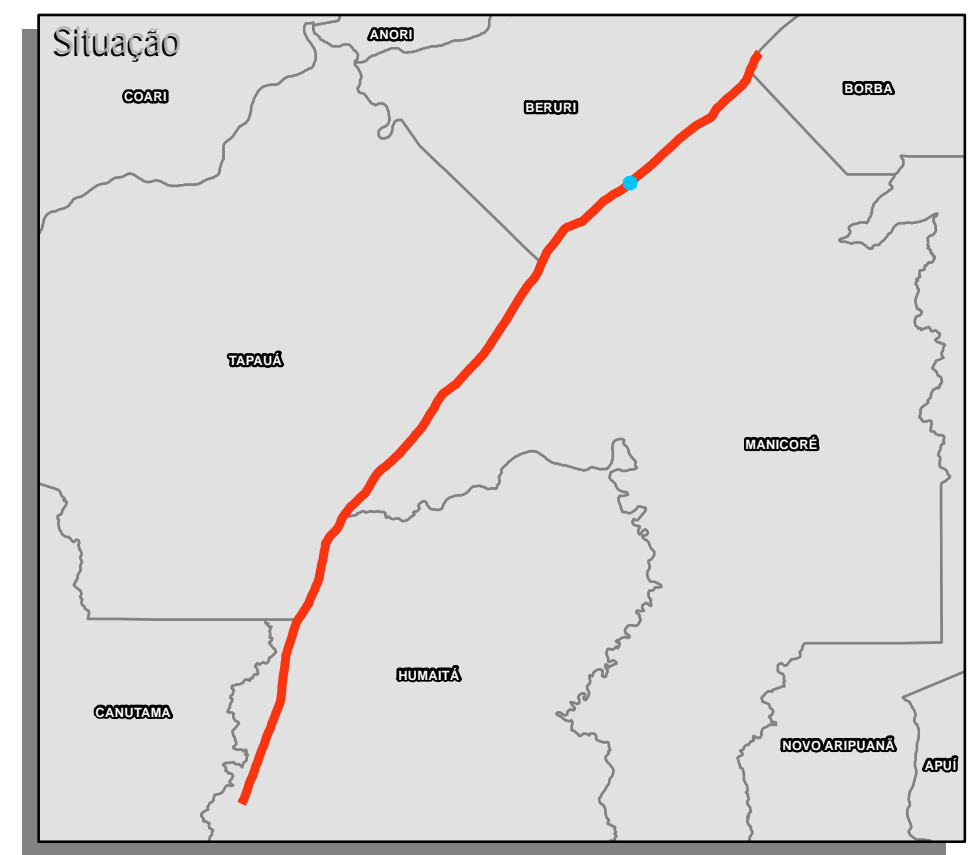 Situação
ANORI
BORBA
COARI
BERURI
TAPAUÁ
MANICORÉ
HUMAITÁ
CANUTAMA
NOVO ARIPUANÃ
APUÍ